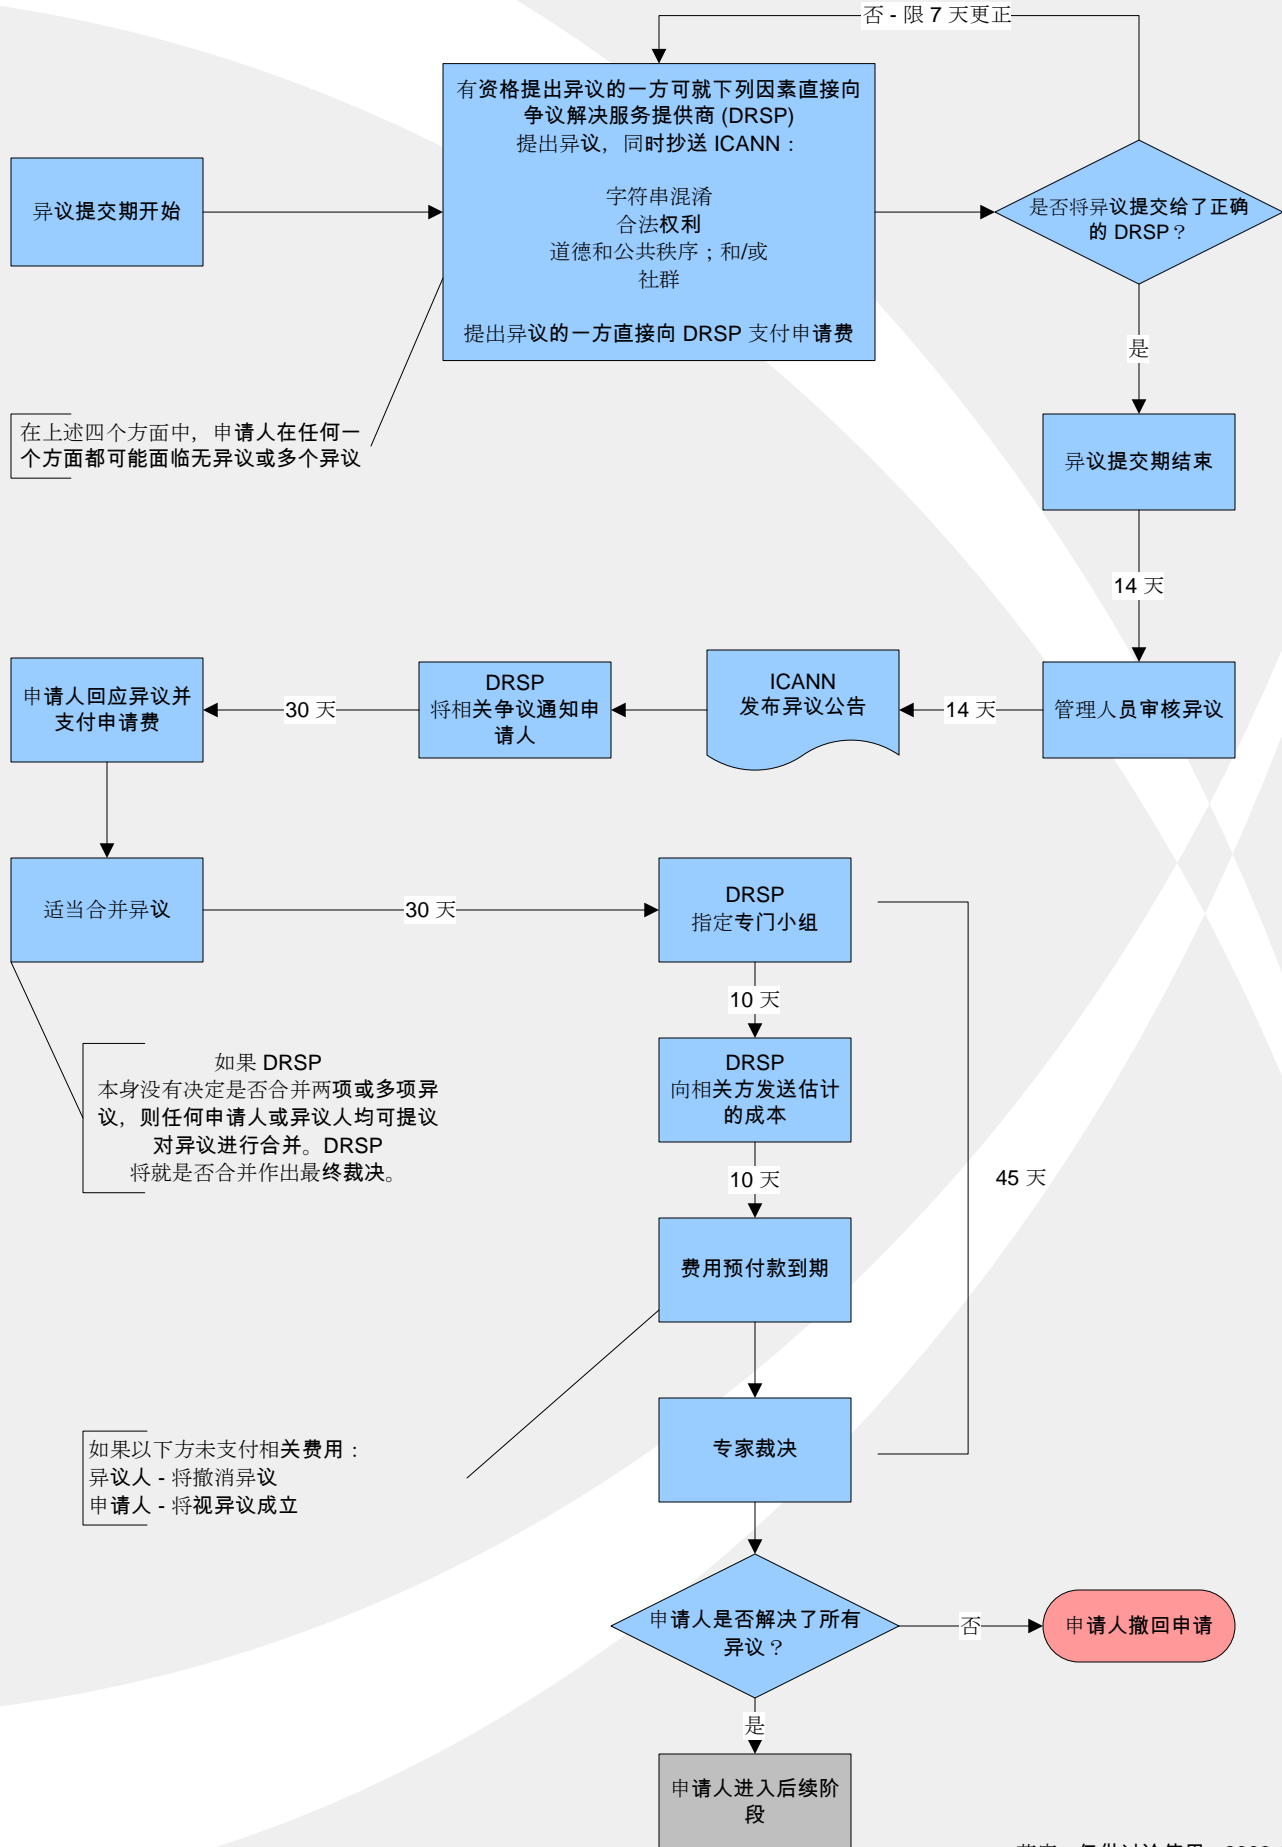 否 - 限 7 天更正
有资格提出异议的一方可就下列因素直接向
争议解决服务提供商 (DRSP)
提出异议，同时抄送 ICANN：
字符串混淆
合法权利
道德和公共秩序；和/或
社群
提出异议的一方直接向 DRSP 支付申请费
异议提交期开始
是否将异议提交给了正确
的 DRSP？
是
在上述四个方面中，申请人在任何一
个方面都可能面临无异议或多个异议
异议提交期结束
14 天
管理人员审核异议
14 天
ICANN
发布异议公告
DRSP
将相关争议通知申
请人
30 天
申请人回应异议并
支付申请费
适当合并异议
30 天
DRSP
指定专门小组
10 天
如果 DRSP
本身没有决定是否合并两项或多项异
议，则任何申请人或异议人均可提议
对异议进行合并。DRSP
将就是否合并作出最终裁决。
DRSP
向相关方发送估计
的成本
10 天
45 天
费用预付款到期
如果以下方未支付相关费用：
异议人 - 将撤消异议
申请人 - 将视异议成立
专家裁决
申请人是否解决了所有
异议？
否
申请人撤回申请
是
申请人进入后续阶
段